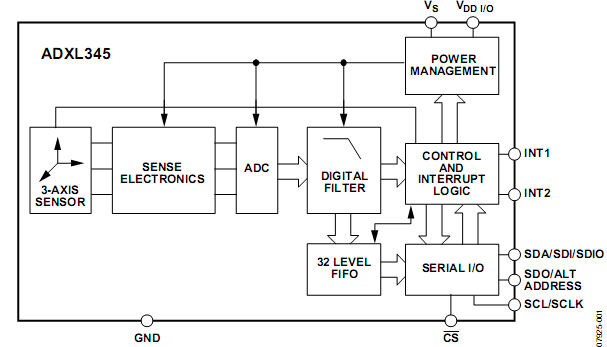 VS VDD I/O
ADXL345
POWER
MANAGEMENT
3-AXIS
SENSOR
SENSE
ELECTRONICS
ADC
DIGITAL
FILTER
CONTROL
AND
INTERRUPT
LOGIC
INT1
INT2
32 LEVEL
FIFO
SERIAL I/O
SDA/SDI/SDIO
SDO/ALT
ADDRESS
SCL/SCLK
GND
CS
07925-001